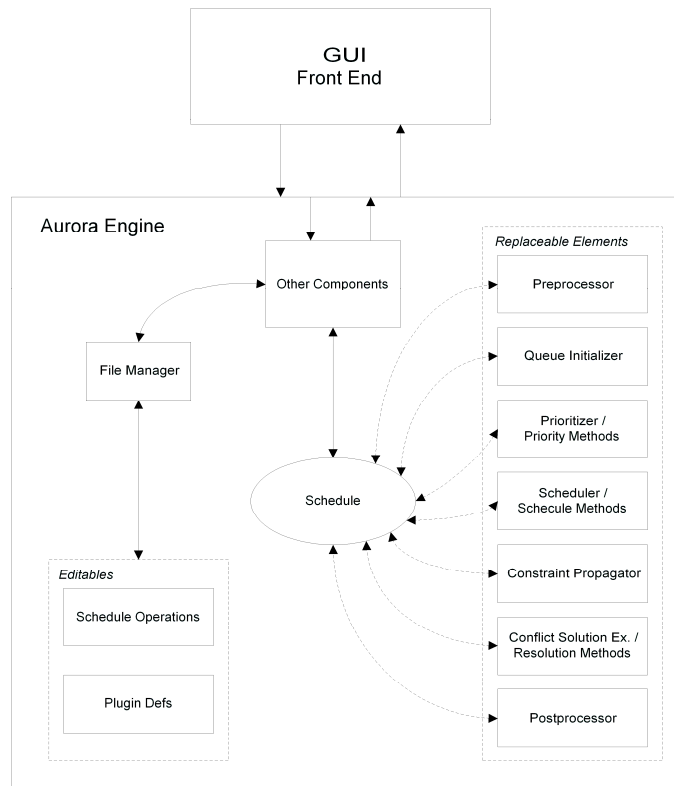 GUI
Front End
Aurora Engine
Replaceable Elements
Other Components
Preprocessor
Queue Initializer
File Manager
Prioritizer /
Priority Methods
Schedule
Scheduler /
Schecule Methods
Constraint Propagator
Editables
Schedule Operations
Conflict Solution Ex. /
Resolution Methods
Plugin Defs
Postprocessor